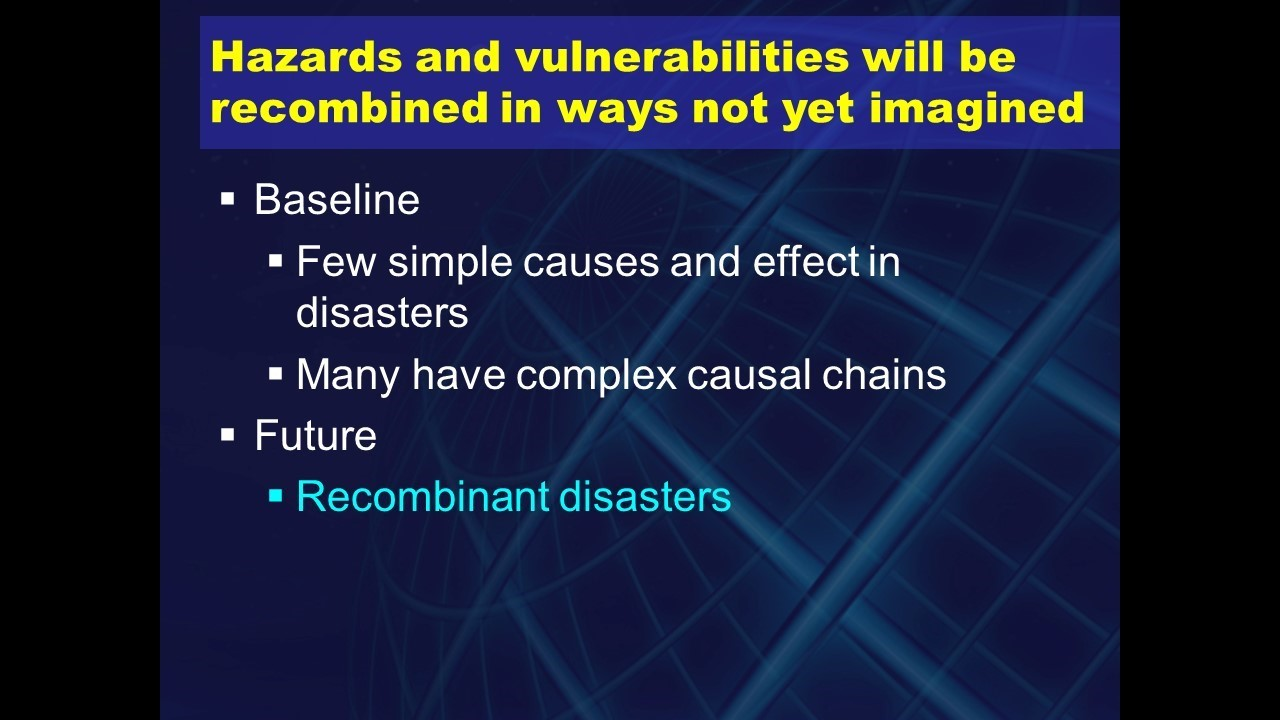 Hazards and vulnerabilities will be
recombined in ways not yet imagined
▪ Baseline
▪ Few simple causes and effect in
disasters
▪ Many have complex causal chains
▪ Future
▪ Recombinant disasters